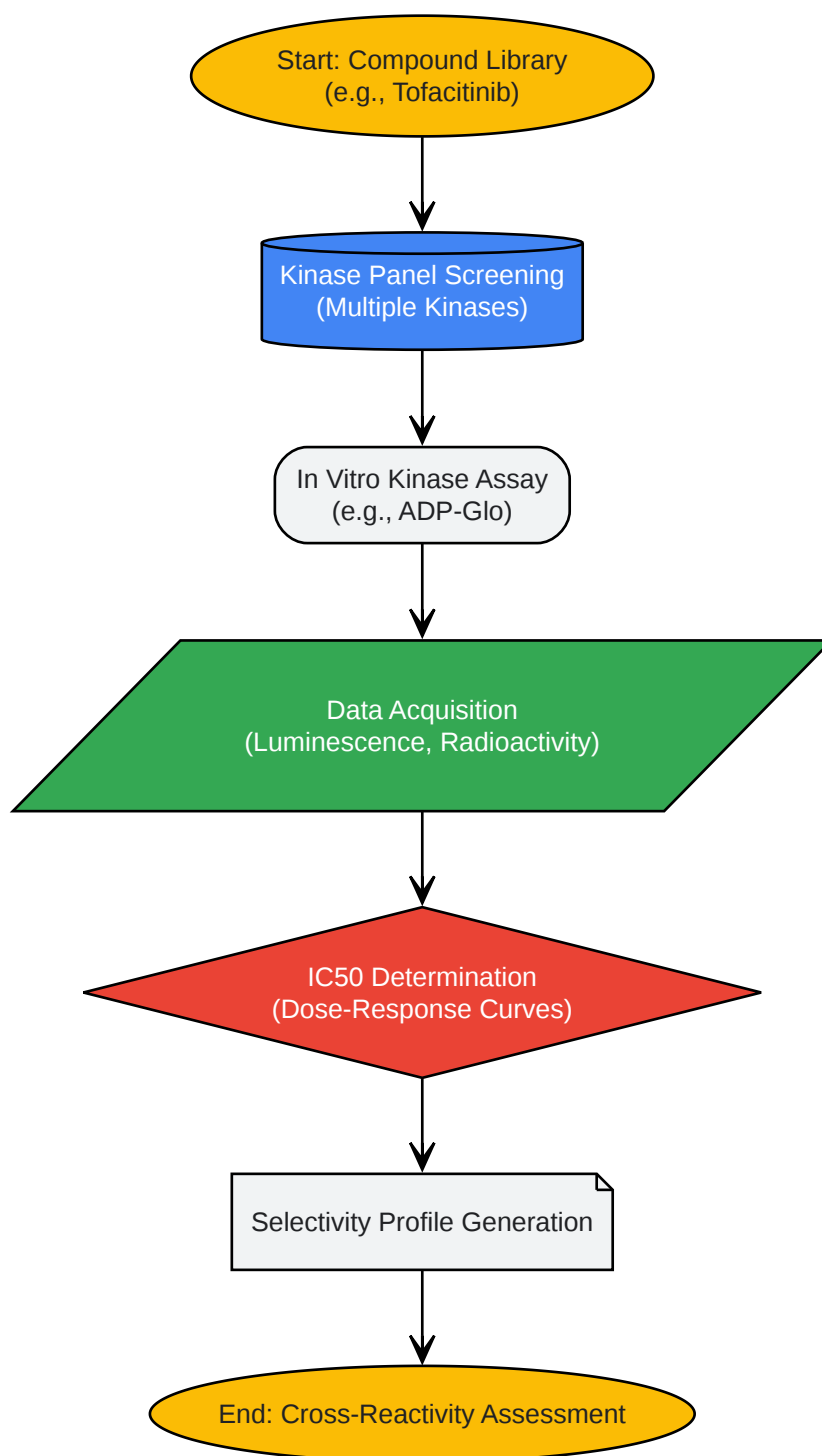 Start: Compound Library
(e.g., Tofacitinib)
Kinase Panel Screening
(Multiple Kinases)
In Vitro Kinase Assay
(e.g., ADP-Glo)
Data Acquisition
(Luminescence, Radioactivity)
IC50 Determination
(Dose-Response Curves)
Selectivity Profile Generation
End: Cross-Reactivity Assessment